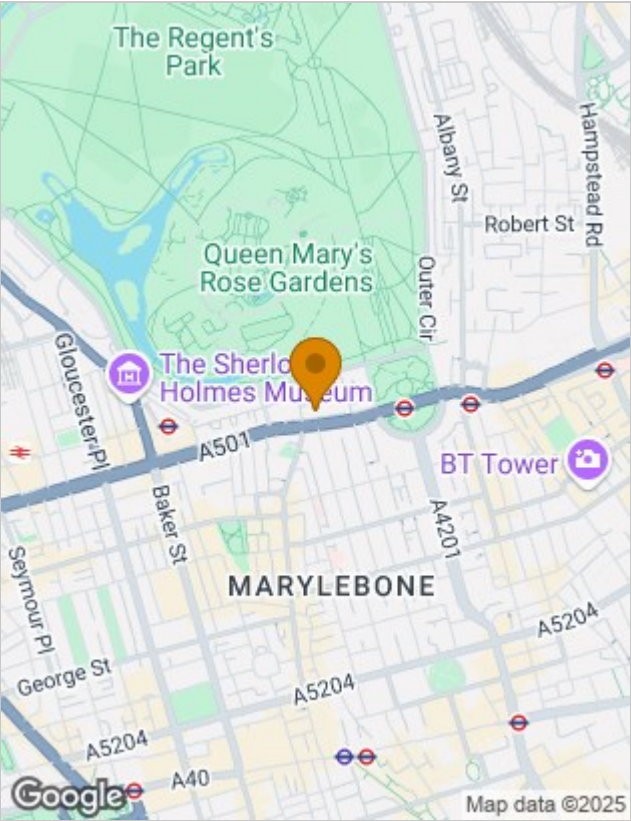 The Regent's
Park
Albany St
Hampstead Rd
Robert St
Queen Mary's
Rose Gardens
Outer Cir
Gloucester Pl
The Sherlo
Holmes Museum
A501
BT Tower
Baker St
A4201
Seymour Pl
MARYLEBONE
A5204
George St
A5204
A5204
A40
Google
Map data ©2025